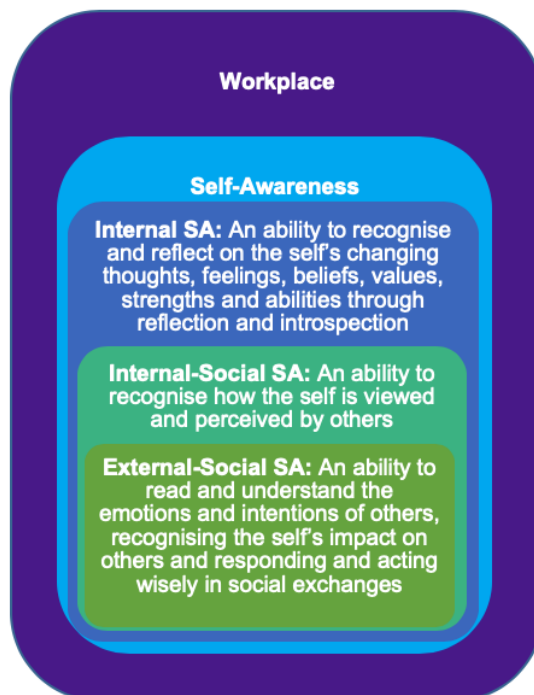 Workplace
Self-Awareness
Internal SA: An ability to recognise
and reflect on the self's changing
thoughts, feelings, beliefs, values,
strengths and abilities through
reflection and introspection
Internal-Social SA: An ability to
recognise how the self is viewed
and perceived by others
External-Social SA: An ability to
read and understand the
emotions and intentions of others,
recognising the self's impact on
others and responding and acting
wisely in social exchanges